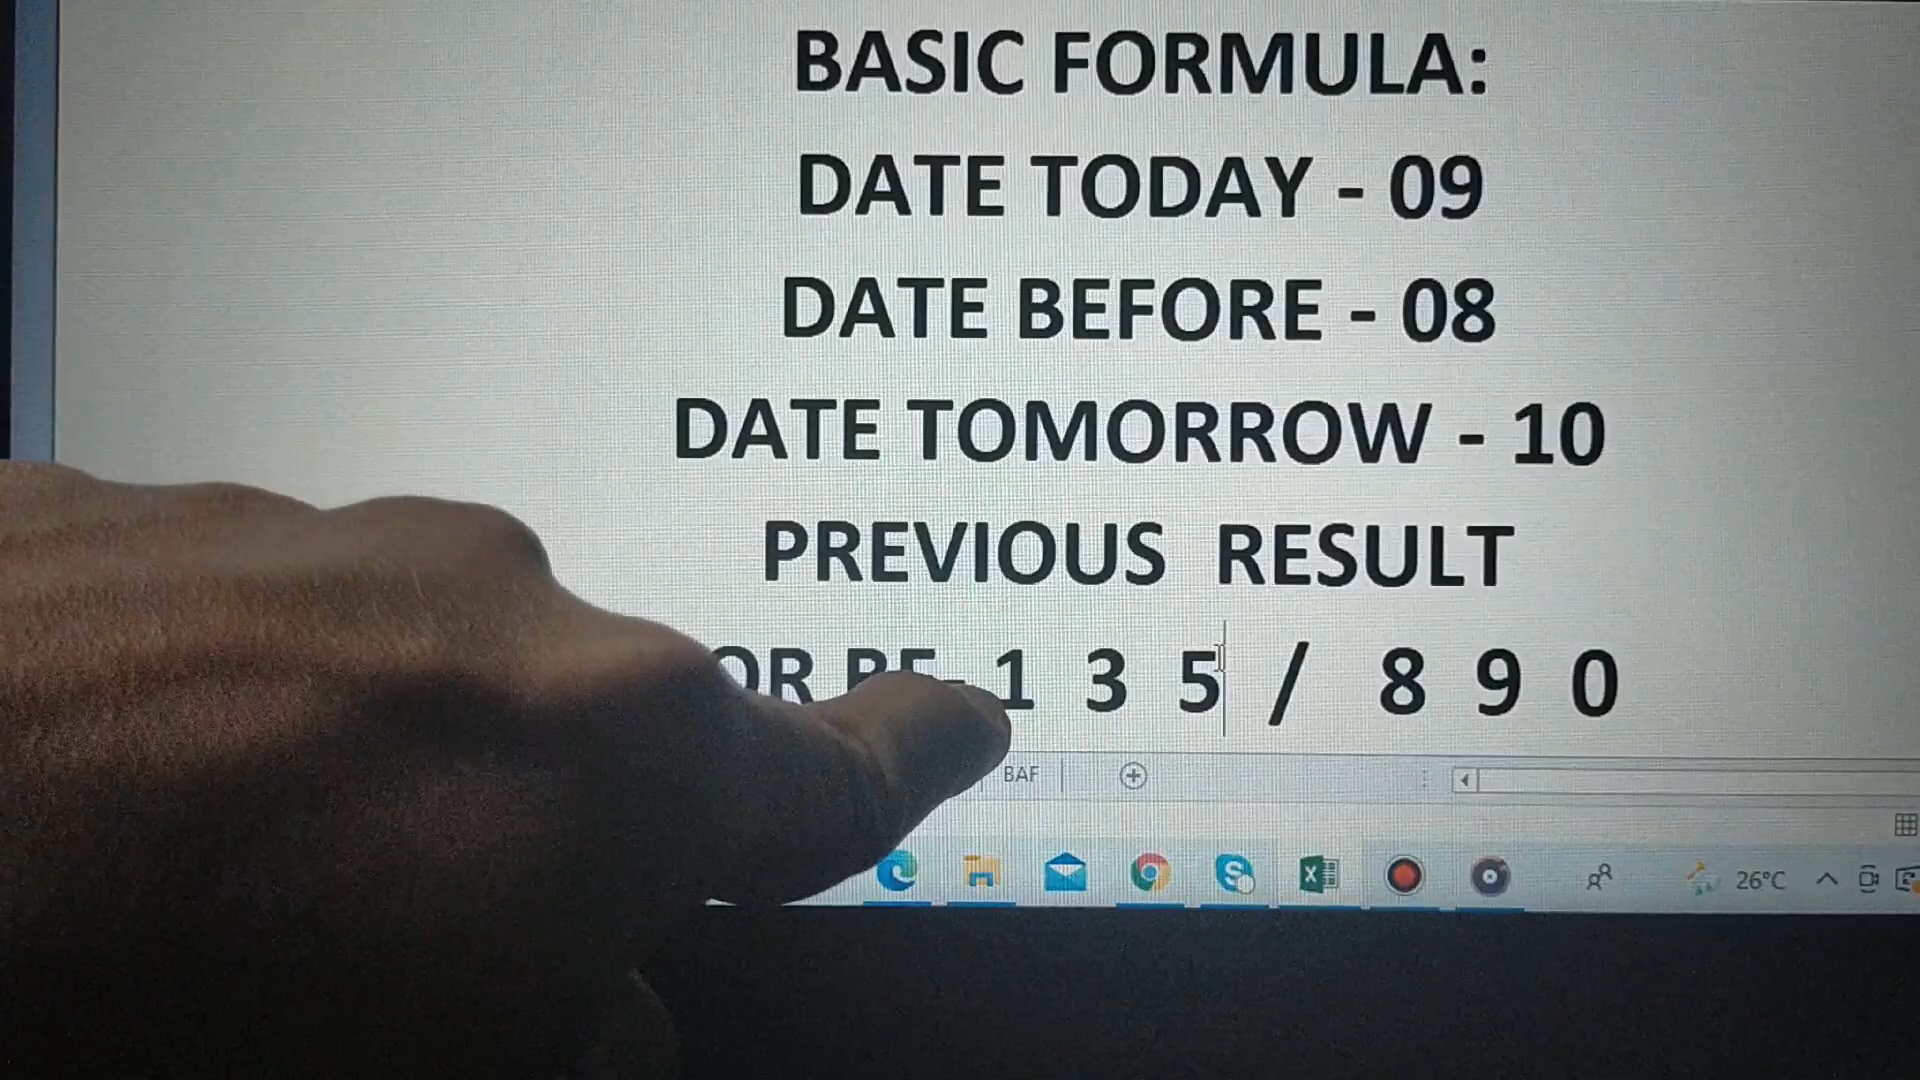 BASIC FORMULA:
DATE TODAY - 09
DATE BEFORE - 08
DATE TOMORROW - 10
PREVIOUS RESULT
1 3 5 / 8 9 0
BAF
26°C